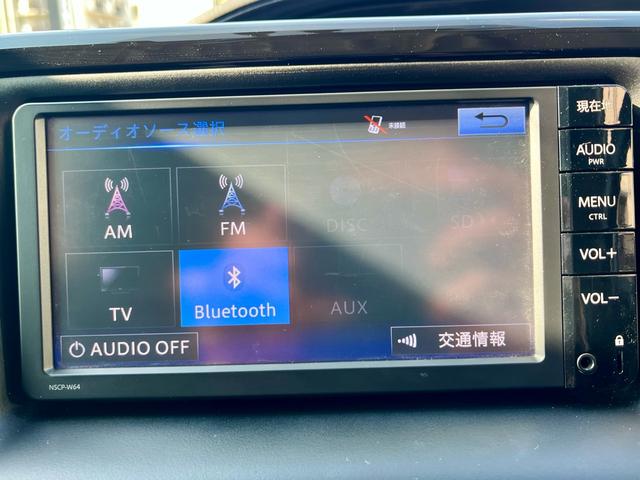 オーディオソース選択
未接続
AM
FM
DISC
SD
TV
Bluetooth
AUX
AUDIO OFF
交通情報
NSCP-W64
現在地
AUDIO
PWR
MENU
CTRL
VOL+
VOL−